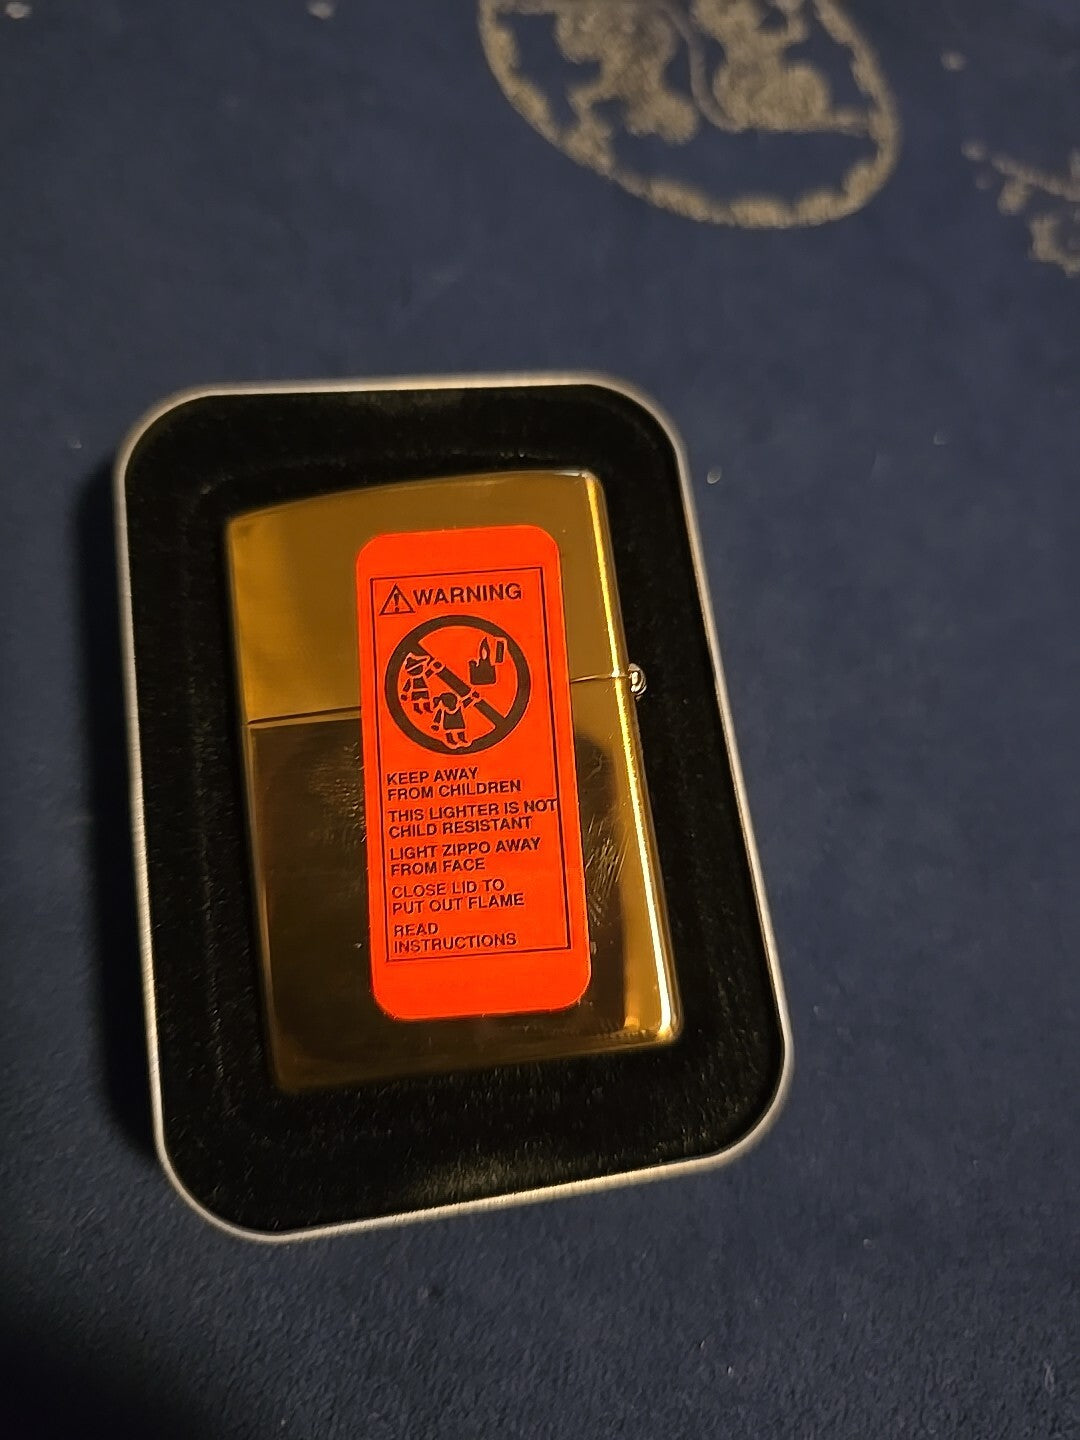 WARNING
KEEP AWAY
FROM CHILDREN
THIS LIGHTER IS NOT
CHILD RESISTANT
LIGHT ZIPPO AWAY
FROM FACE
CLOSE LID TO
PUT OUT FLAME
READ
INSTRUCTIONS